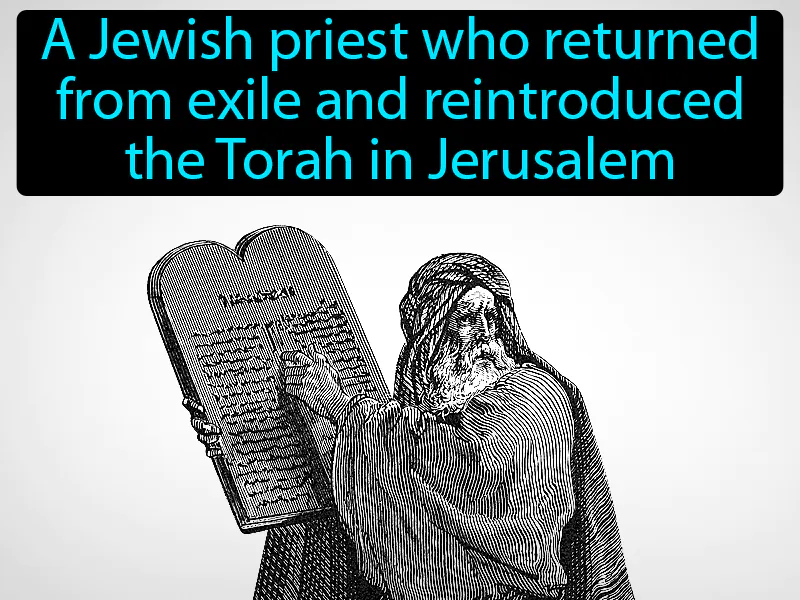 A Jewish priest who returned
from exile and reintroduced
the Torah in Jerusalem